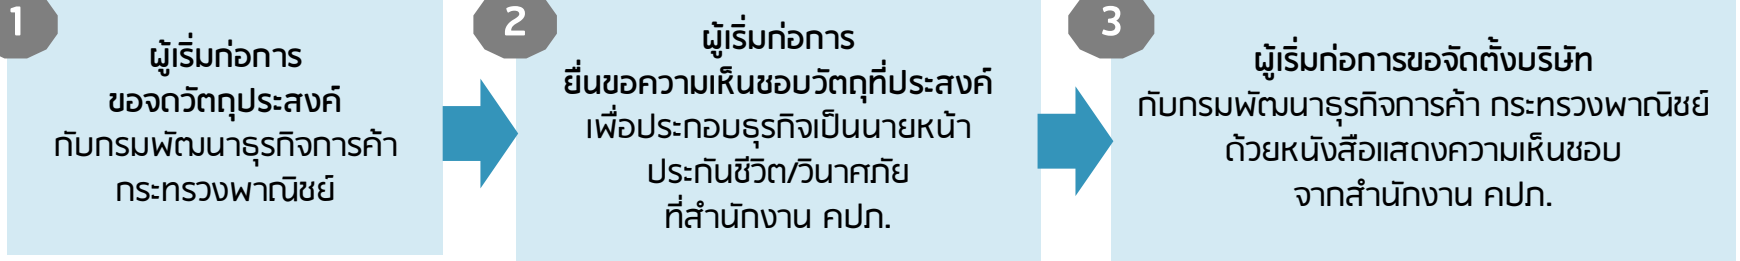 1
ผู้เริ่มก่อการ
ขอจดวัตถุประสงค์
กับกรมพัฒนาธุรกิจการค้า
กระทรวงพาณิชย์
2
ผู้เริ่มก่อการ
ยื่นขอความเห็นชอบวัตถุที่ประสงค์
เพื่อประกอบธุรกิจเป็นนายหน้า
ประกันชีวิต/วินาศภัย
ที่สำนักงาน คปภ.
3
ผู้เริ่มก่อการขอจัดตั้งบริษัท
กับกรมพัฒนาธุรกิจการค้า กระทรวงพาณิชย์
ด้วยหนังสือแสดงความเห็นชอบ
จากสำนักงาน คปภ.